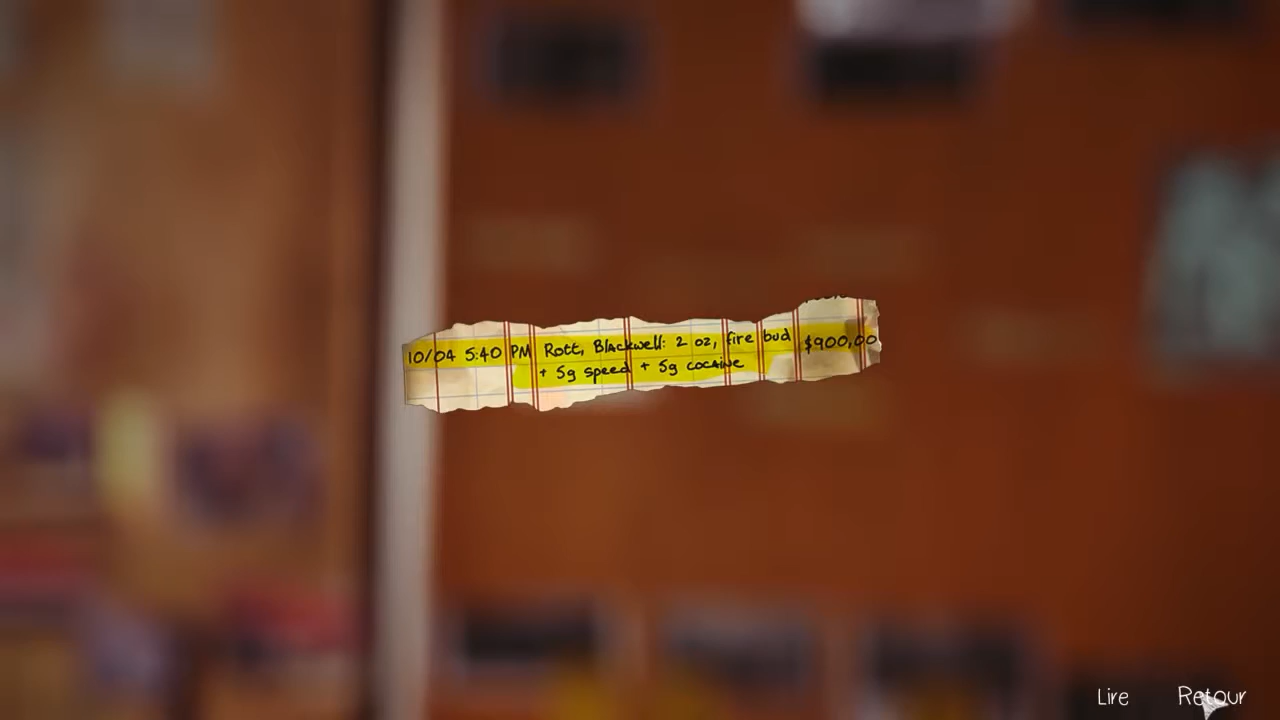 10/04 5:40 PM Rott, Blackwell: 2 oz, fire bud $900,00
+ 5g speed + 5g cocaine
Lire Retour